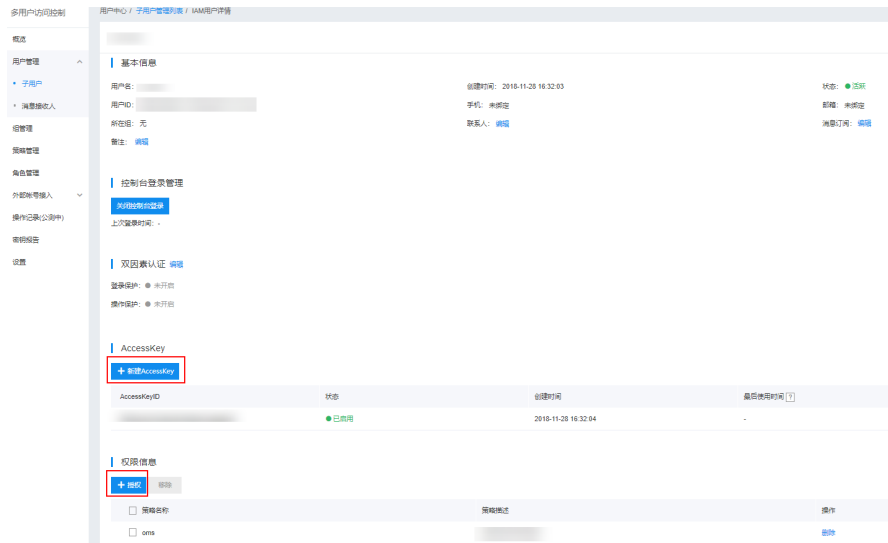 多用户访问控制
用户中心 / 子用户管理列表 / IAM用户详情
概览
用户管理
子用户
消息接收人
组管理
策略管理
角色管理
外部账号接入
操作记录(公测中)
密钥报告
设置
基本信息
用户名:
创建时间: 2018-11-28 16:32:03
状态: 活跃
用户ID:
手机: 未绑定
邮箱: 未绑定
所在组: 无
联系人: 编辑
消息订阅: 编辑
备注: 编辑
控制台登录管理
关闭控制台登录
上次登录时间: -
双因素认证 编辑
登录保护: 未开启
操作保护: 未开启
AccessKey
+ 新建AccessKey
AccessKeyID 状态 创建时间 最后使用时间 ?
已启用 2018-11-28 16:32:04 -
权限信息
+ 授权 移除
策略名称 策略描述 操作
oms 删除